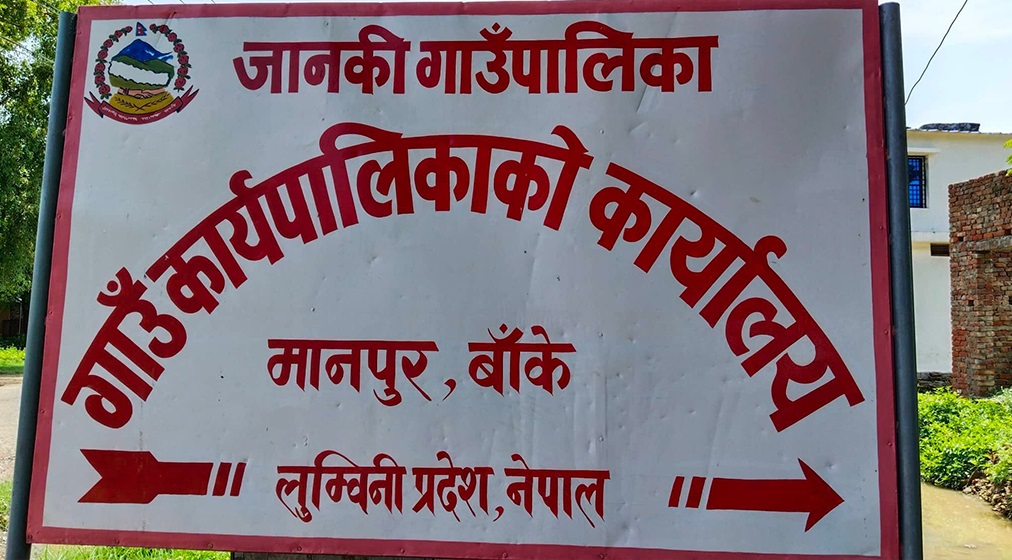 जानकी गाउँपालिका
गाउँ कार्यपालिकाको कार्यालय
मानपुर, बाँके
लुम्विनी प्रदेश, नेपाल